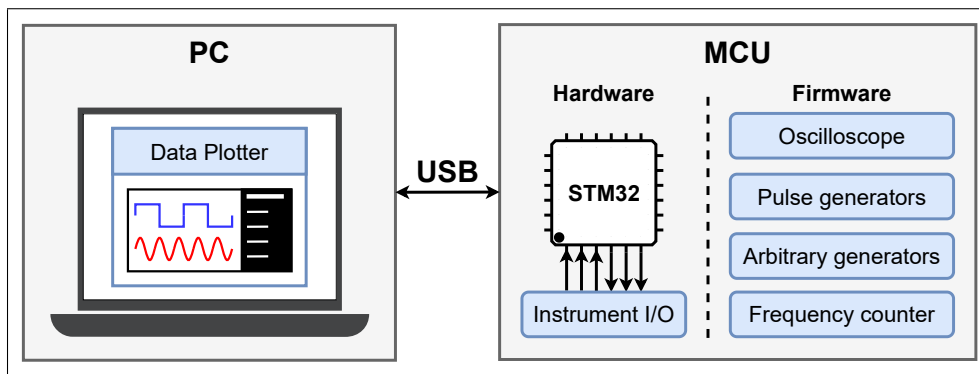 PC
Data Plotter
USB
MCU
Hardware
STM32
Instrument I/O
Firmware
Oscilloscope
Pulse generators
Arbitrary generators
Frequency counter